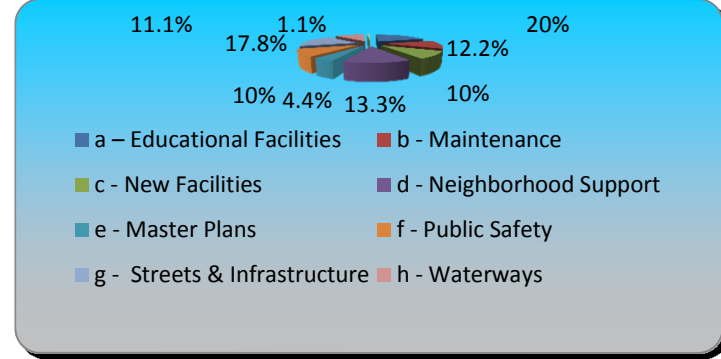 11.1% 1.1% 20%
17.8% 12.2%
10% 4.4% 13.3% 10%
a – Educational Facilities b - Maintenance
c - New Facilities d - Neighborhood Support
e - Master Plans f - Public Safety
g - Streets & Infrastructure h - Waterways